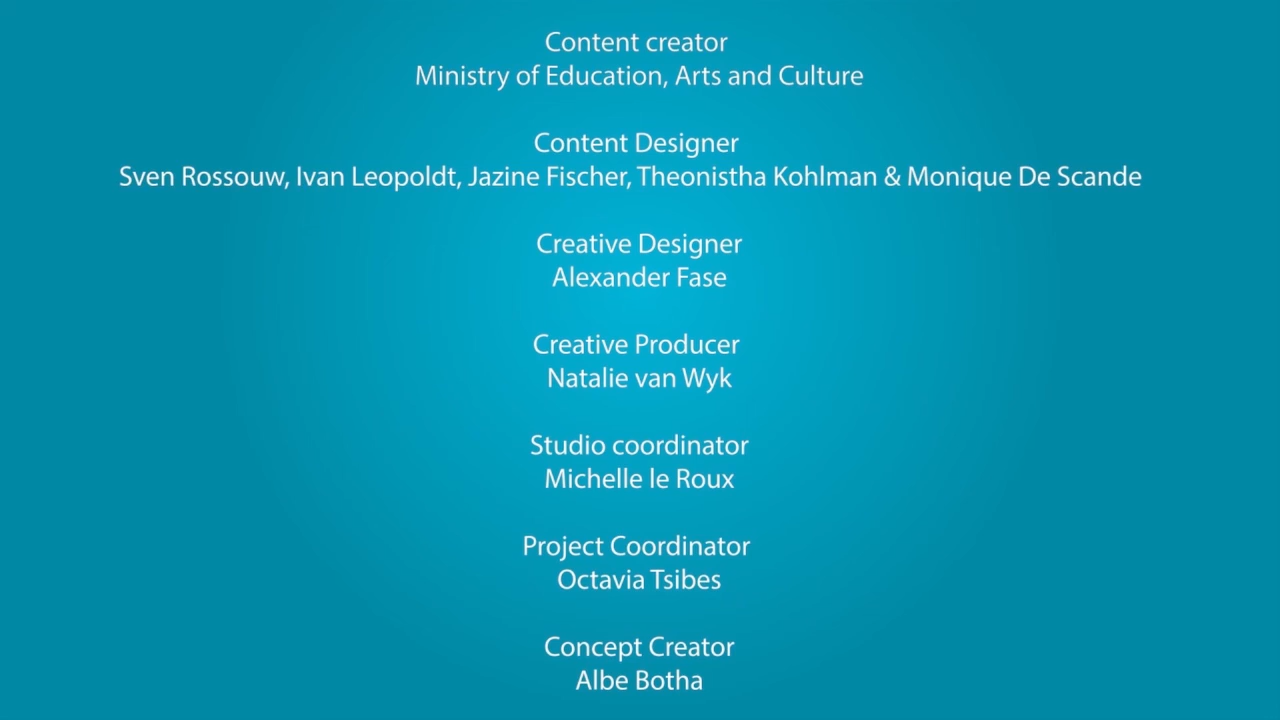 Content creator
Ministry of Education, Arts and Culture
Content Designer
Sven Rossouw, Ivan Leopoldt, Jazine Fischer, Theonistha Kohlman & Monique De Scande
Creative Designer
Alexander Fase
Creative Producer
Natalie van Wyk
Studio coordinator
Michelle le Roux
Project Coordinator
Octavia Tsibes
Concept Creator
Albe Botha